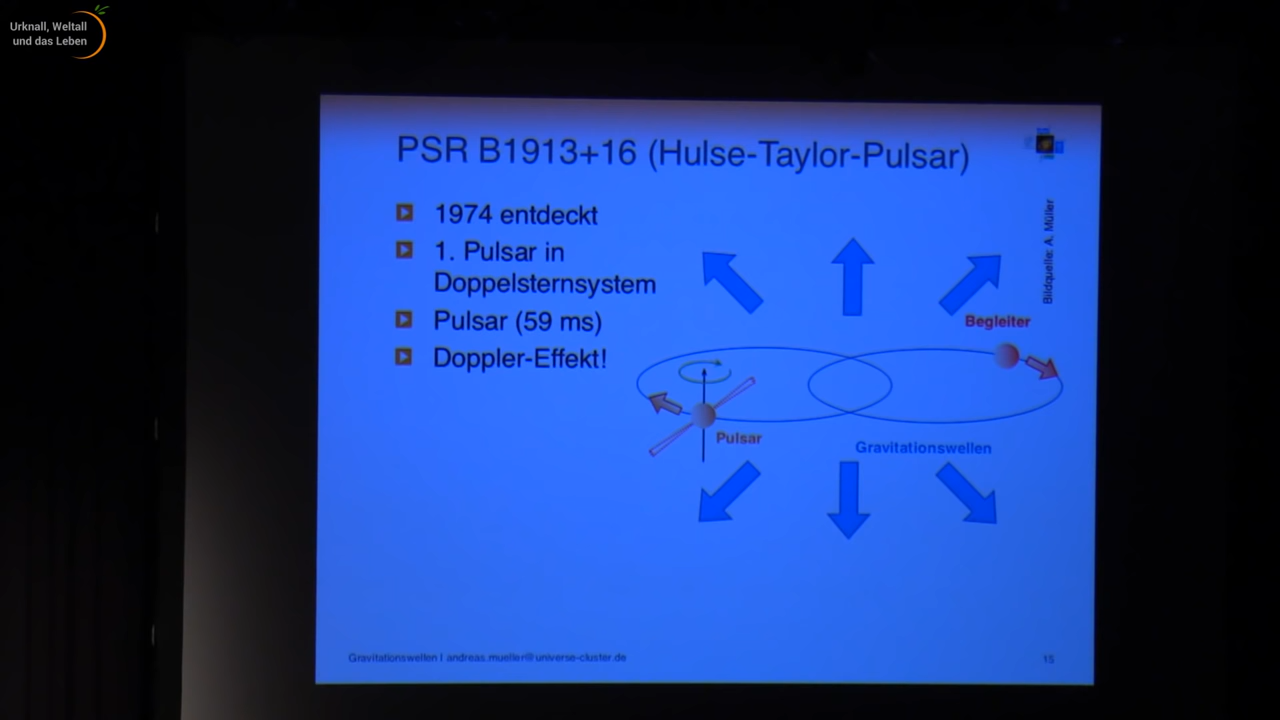 Urknall, Weltall
und das Leben
PSR B1913+16 (Hulse-Taylor-Pulsar)
1974 entdeckt
1. Pulsar in
Doppelsternsystem
Pulsar (59 ms)
Doppler-Effekt!
Bildquelle: A. Müller
Begleiter
Pulsar
Gravitationswellen
Gravitationswellen I andreas.mueller@universe-cluster.de
15